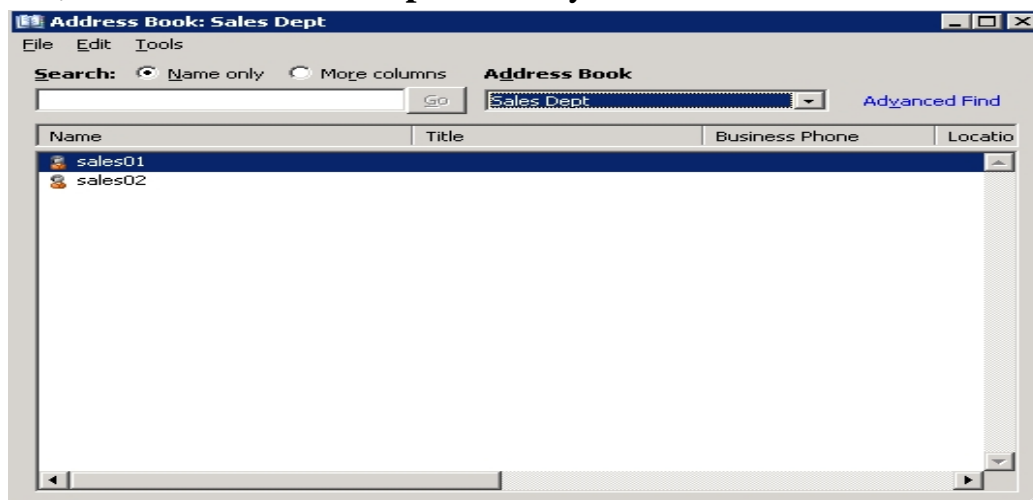 Address Book: Sales Dept
File Edit Tools
Search: Name only More columns Address Book
Go Sales Dept Advanced Find
Name Title Business Phone Locatio
sales01
sales02